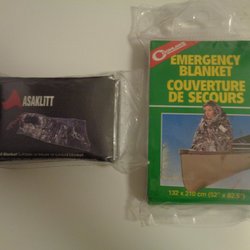 ASAKLITT
COGHLAN'S
EMERGENCY
BLANKET
COUVERTURE
DE SECOURS
132 x 210 cm (52" x 82.5")